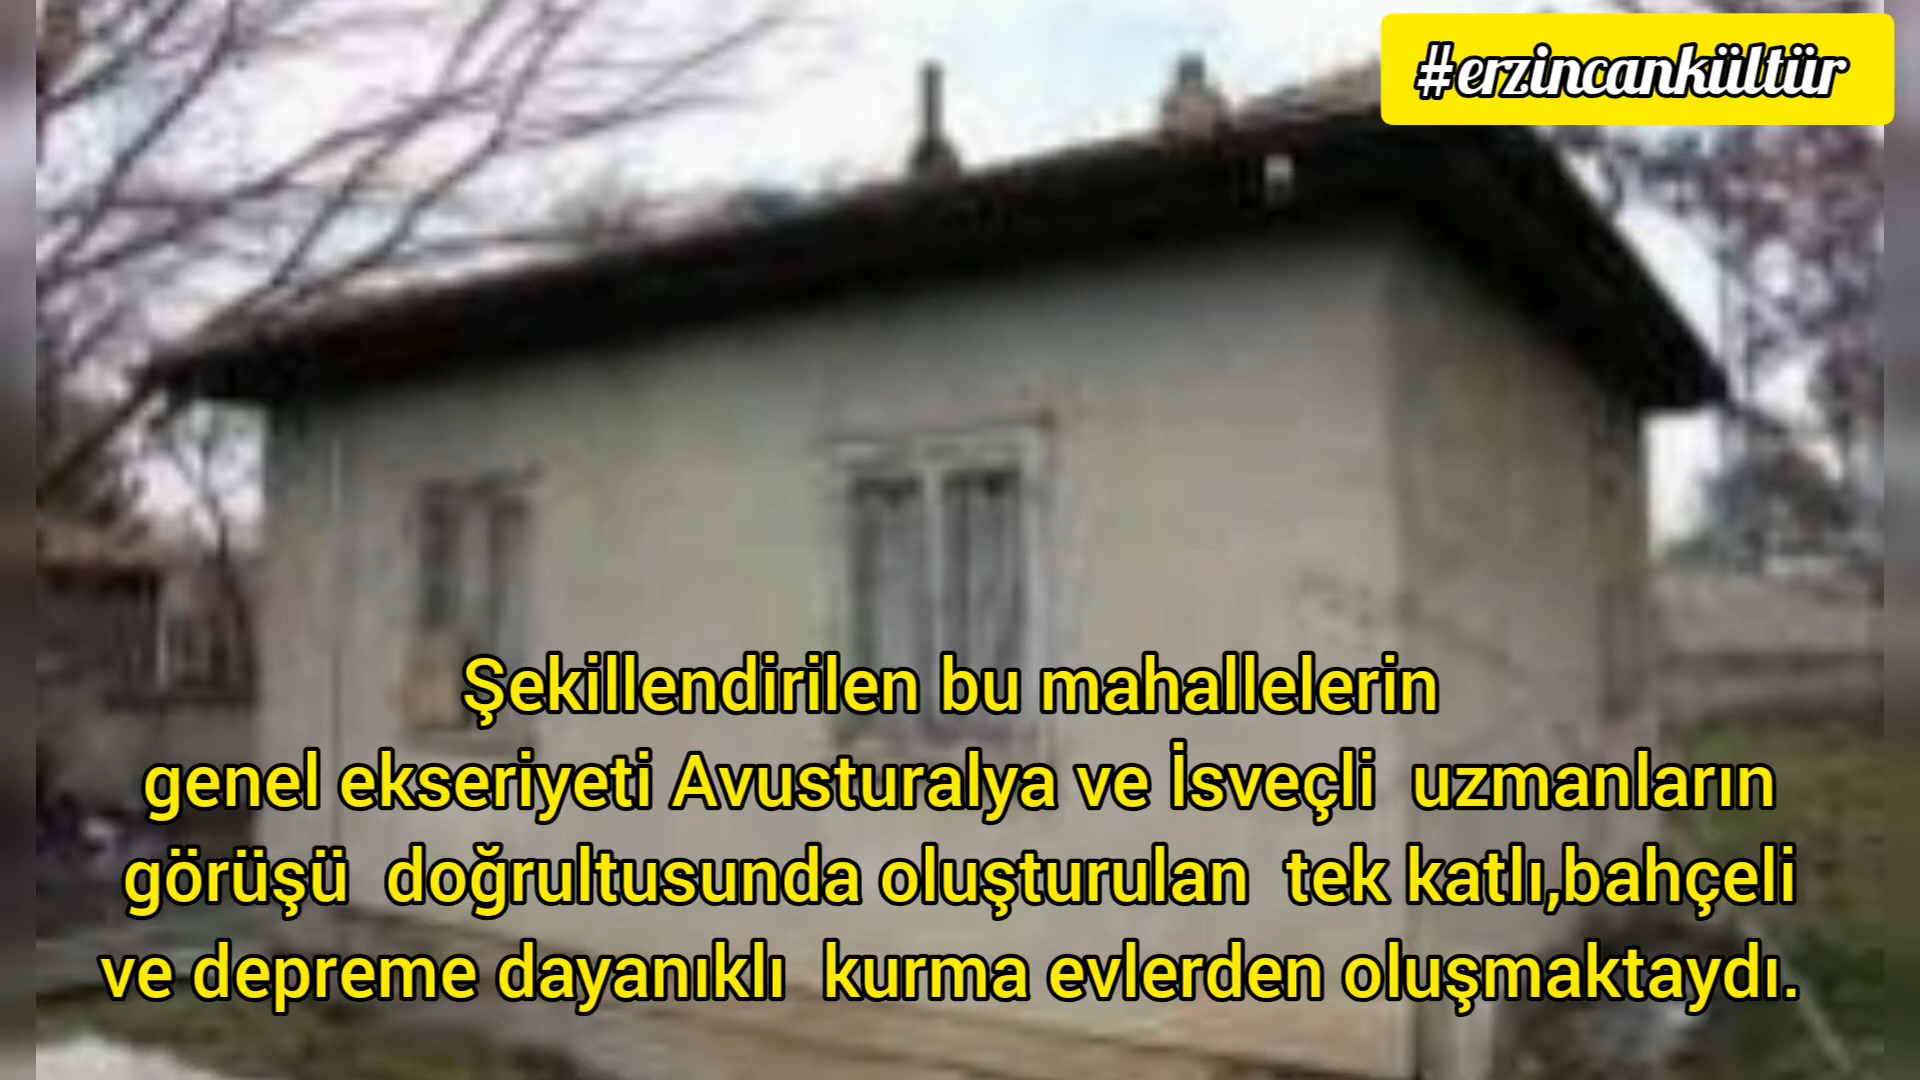 #erzincankültür
Şekillendirilen bu mahallelerin
genel ekseriyeti Avusturalya ve İsveçli uzmanların
görüşü doğrultusunda oluşturulan tek katlı,bahçeli
ve depreme dayanıklı kurma evlerden oluşmaktaydı.